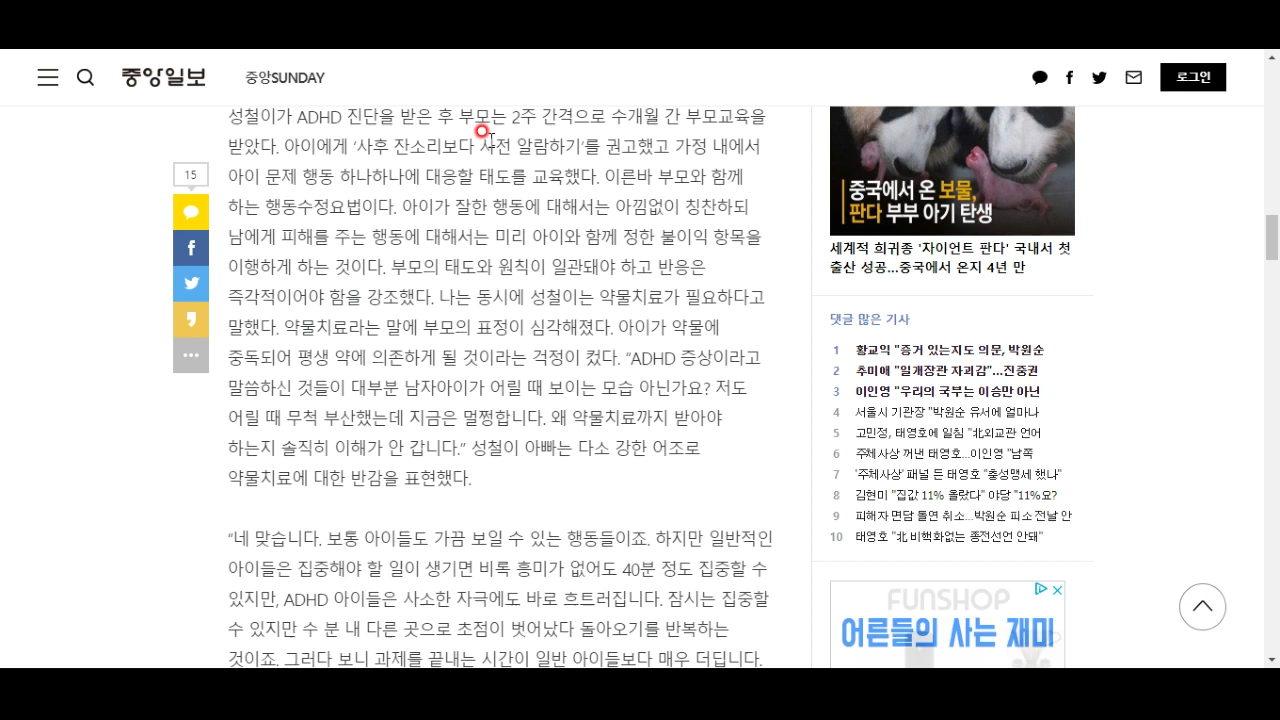 중앙일보
중앙SUNDAY
로그인
15
성철이가 ADHD 진단을 받은 후 부모는 2주 간격으로 수개월 간 부모교육을
받았다. 아이에게 ‘사후 잔소리보다 사전 알람하기’를 권고했고 가정 내에서
아이 문제 행동 하나하나에 대응할 태도를 교육했다. 이른바 부모와 함께
하는 행동수정요법이다. 아이가 잘한 행동에 대해서는 아낌없이 칭찬하되
남에게 피해를 주는 행동에 대해서는 미리 아이와 함께 정한 불이익 항목을
이행하게 하는 것이다. 부모의 태도와 원칙이 일관돼야 하고 반응은
즉각적이어야 함을 강조했다. 나는 동시에 성철이는 약물치료가 필요하다고
말했다. 약물치료라는 말에 부모의 표정이 심각해졌다. 아이가 약물에
중독되어 평생 약에 의존하게 될 것이라는 걱정이 컸다. “ADHD 증상이라고
말씀하신 것들이 대부분 남자아이가 어릴 때 보이는 모습 아닌가요? 저도
어릴 때 무척 부산했는데 지금은 멀쩡합니다. 왜 약물치료까지 받아야
하는지 솔직히 이해가 안 갑니다.” 성철이 아빠는 다소 강한 어조로
약물치료에 대한 반감을 표현했다.
“네 맞습니다. 보통 아이들도 가끔 보일 수 있는 행동들이죠. 하지만 일반적인
아이들은 집중해야 할 일이 생기면 비록 흥미가 없어도 40분 정도 집중할 수
있지만, ADHD 아이들은 사소한 자극에도 바로 흐트러집니다. 잠시는 집중할
수 있지만 수 분 내 다른 곳으로 초점이 벗어났다 돌아오기를 반복하는
것이죠. 그러다 보니 과제를 끝내는 시간이 일반 아이들보다 매우 더딥니다.
중국에서 온 보물,
판다 부부 아기 탄생
세계적 희귀종 '자이언트 판다' 국내서 첫
출산 성공...중국에서 온지 4년 만
댓글 많은 기사
1 황교익 "증거 있는지도 의문, 박원순
2 추미애 "일개장관 자괴감"...진중권
3 이인영 "우리의 국부는 이승만 아닌
4 서울시 기관장 "박원순 유서에 얼마나
5 고민정, 태영호에 일침 "北외교관 언어
6 주체사상 꺼낸 태영호...이인영 "남쪽
7 '주체사상' 패널 든 태영호 "충성맹세 했나"
8 김현미 "집값 11% 올랐다" 야당 "11%요?
9 피해자 면담 돌연 취소...박원순 피소 전날 안
10 태영호 "北 비핵화없는 종전선언 안돼"
FUNSHOP
어른들의 사는 재미